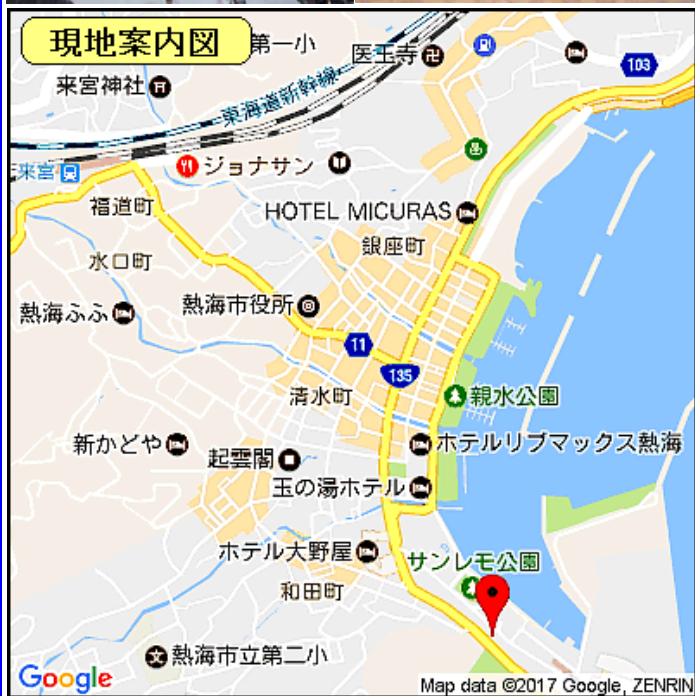 現地案内図
第一小
医王寺
103
来宮神社
東海道新幹線
来宮
ジョナサン
福道町
HOTEL MICURAS
銀座町
水口町
熱海ふふ
熱海市役所
11
135
清水町
親水公園
新かどや
起雲閣
ホテルリブマックス熱海
玉の湯ホテル
ホテル大野屋
サンレモ公園
和田町
熱海市立第二小
Google
Map data ©2017 Google, ZENRIN